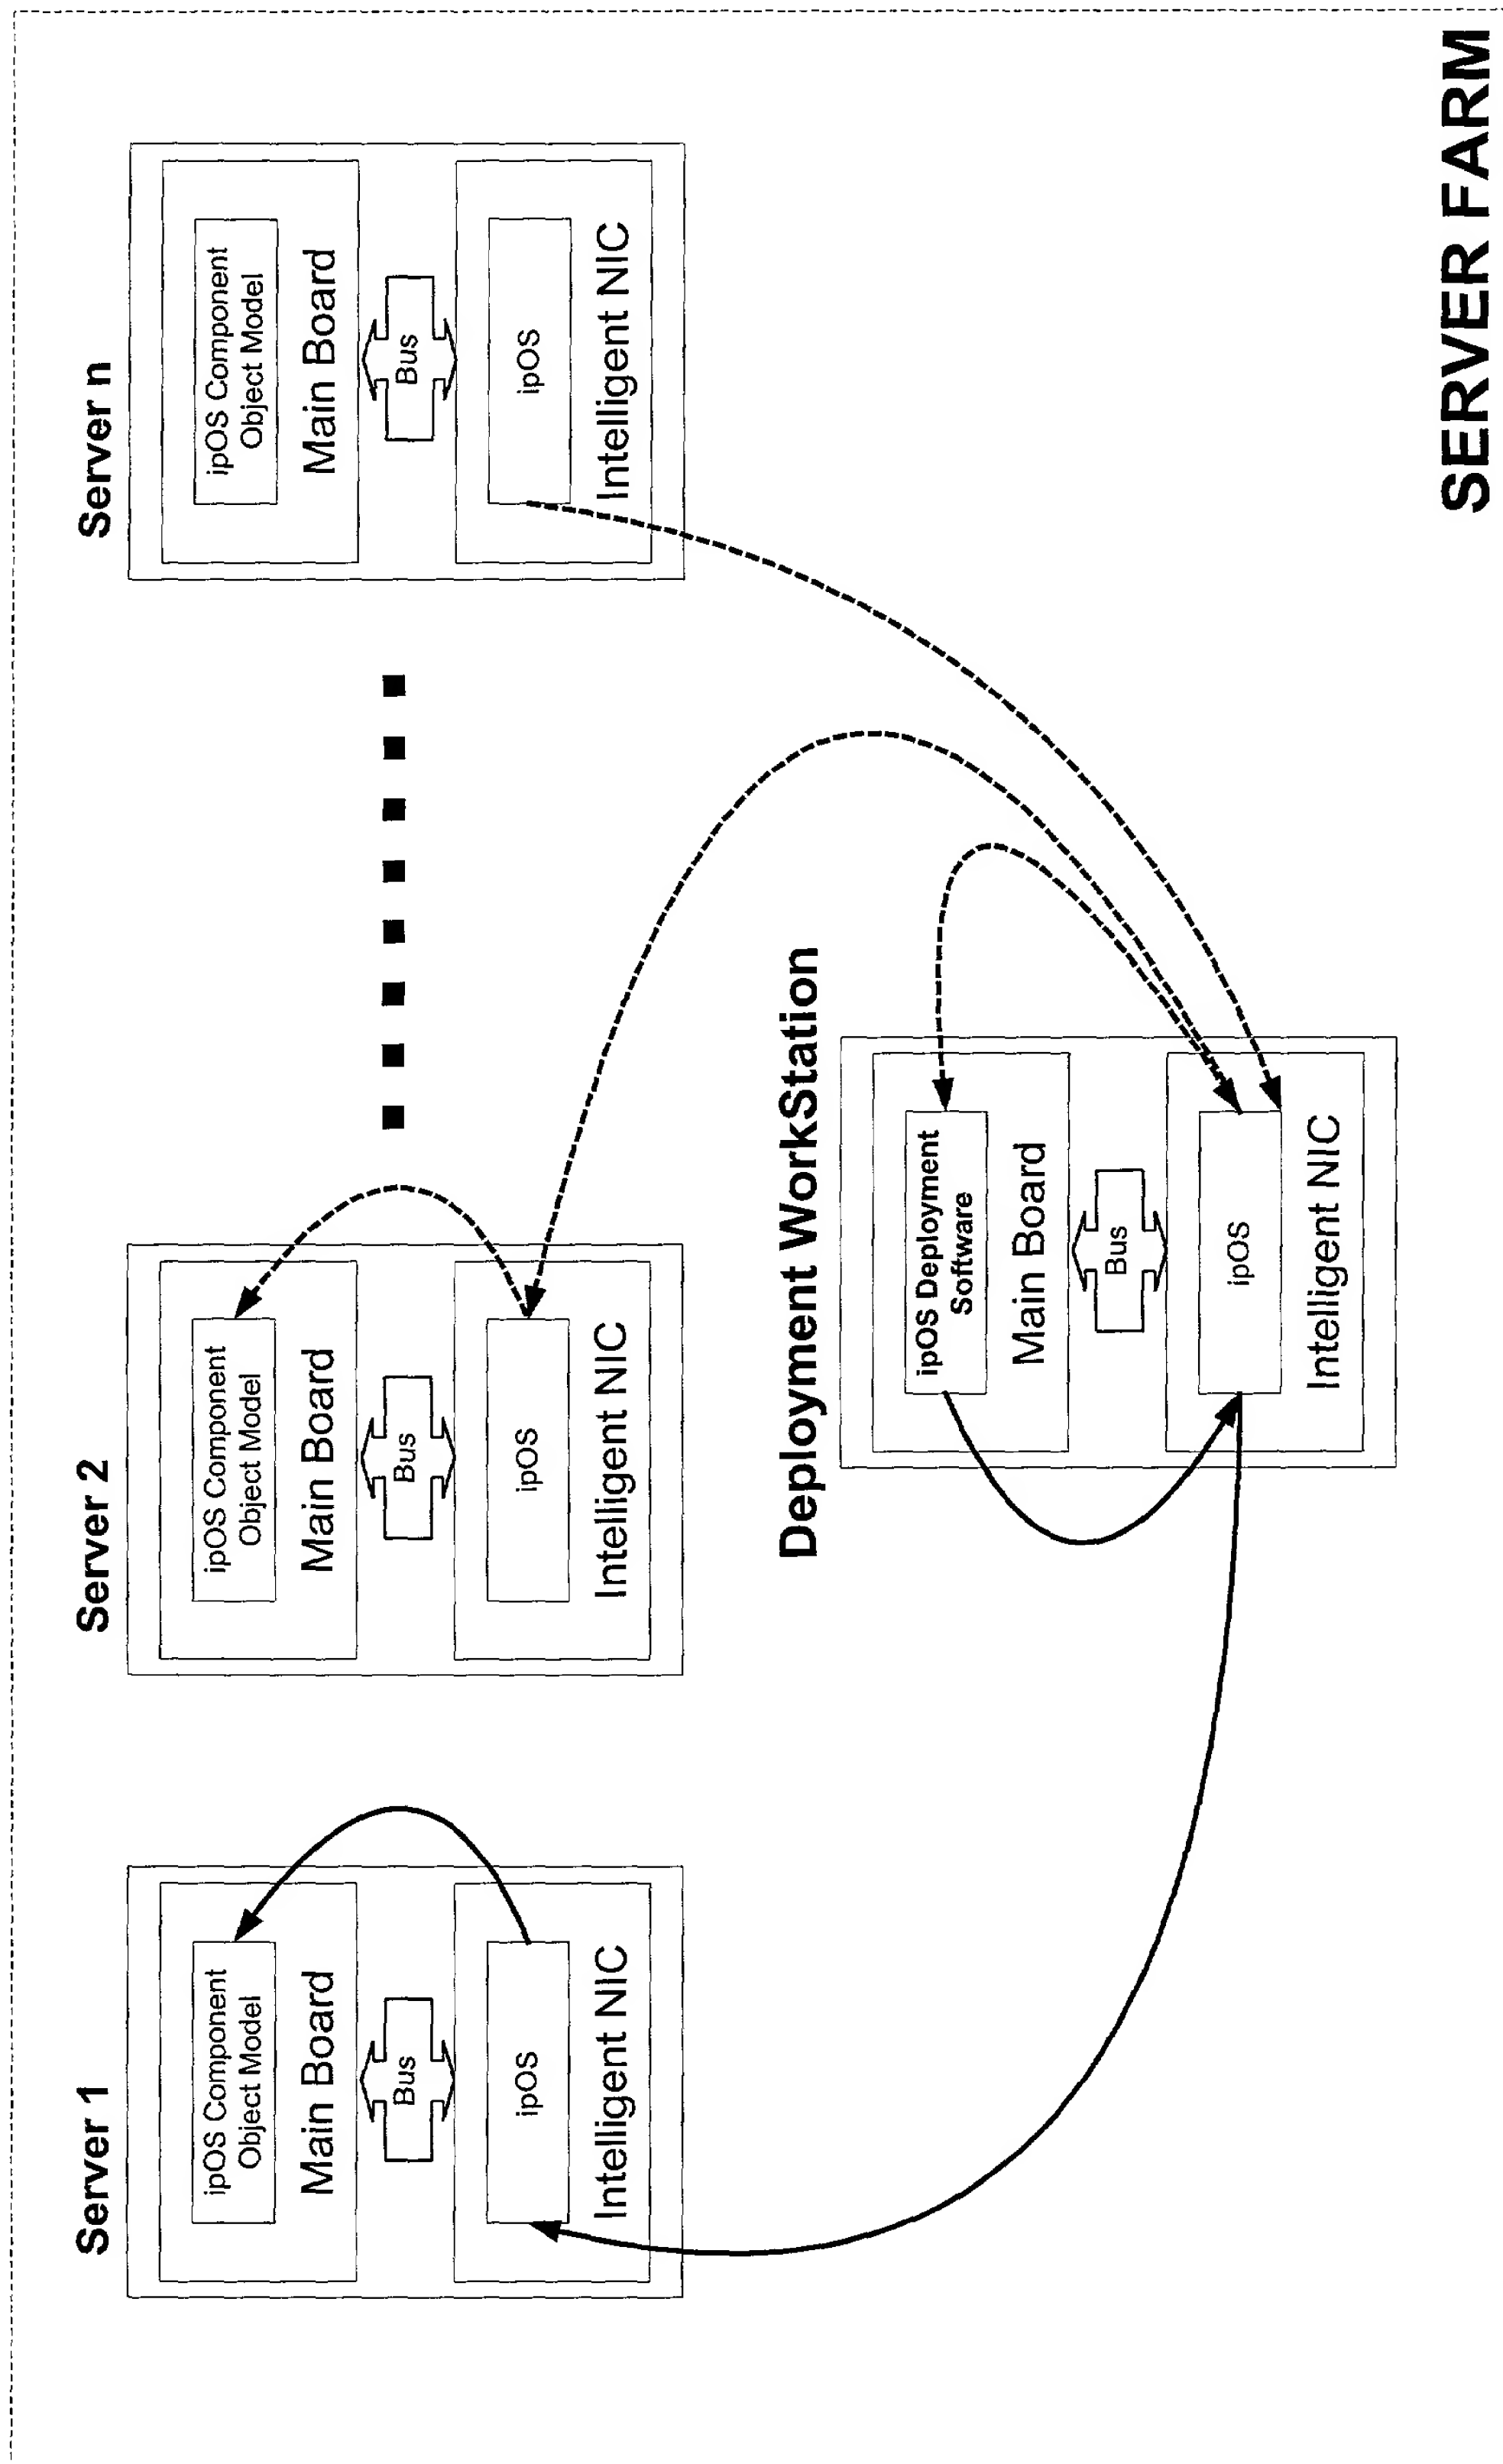 Server 1
ipOS Component
Object Model
Main Board
Bus
ipOS
Intelligent NIC
Server 2
ipOS Component
Object Model
Main Board
Bus
ipOS
Intelligent NIC
Server n
ipOS Component
Object Model
Main Board
Bus
ipOS
Intelligent NIC
Deployment WorkStation
ipOS Deployment
Software
Main Board
Bus
ipOS
Intelligent NIC
SERVER FARM